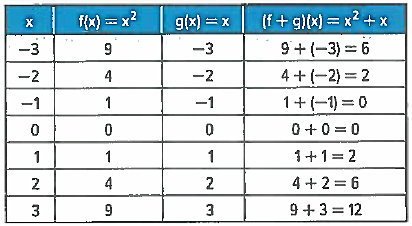 x f(x) = x² g(x) = x (f + g)(x) = x² + x
−3 9 −3 9 + (−3) = 6
−2 4 −2 4 + (−2) = 2
−1 1 −1 1 + (−1) = 0
0 0 0 0 + 0 = 0
1 1 1 1 + 1 = 2
2 4 2 4 + 2 = 6
3 9 3 9 + 3 = 12